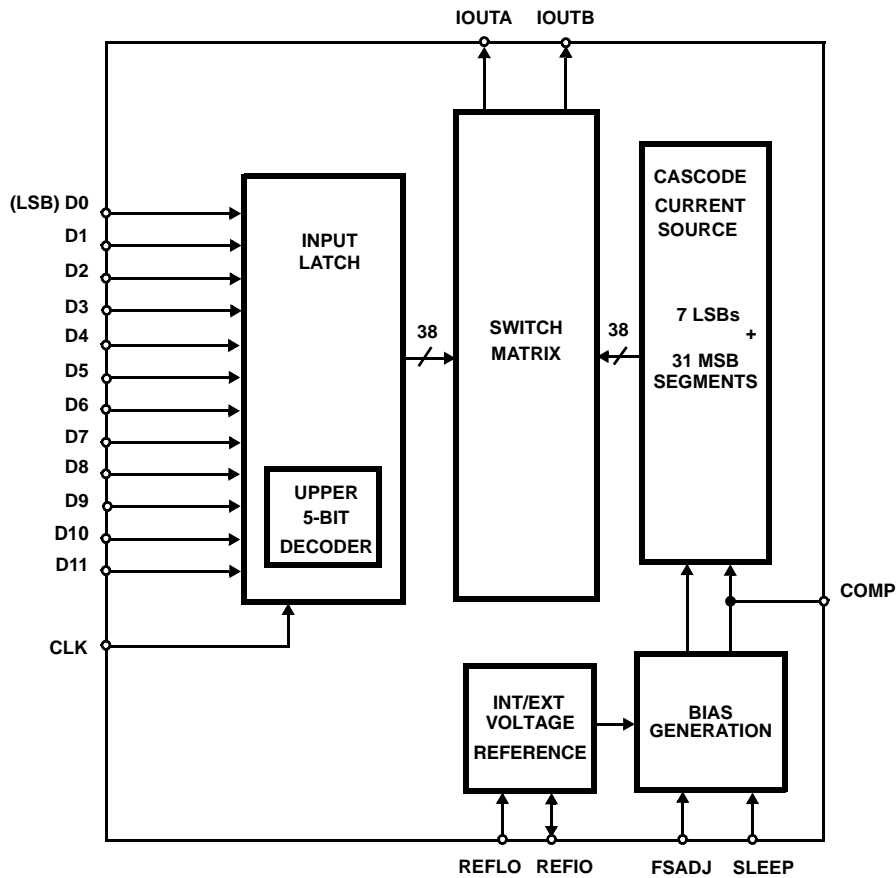 IOUTA IOUTB
(LSB) D0
D1
D2
D3
D4
D5
D6
D7
D8
D9
D10
D11
CLK
INPUT
LATCH
UPPER
5-BIT
DECODER
38
SWITCH
MATRIX
38
CASCODE
CURRENT
SOURCE
7 LSBs
+
31 MSB
SEGMENTS
COMP
INT/EXT
VOLTAGE
REFERENCE
BIAS
GENERATION
REFLO REFIO FSADJ SLEEP